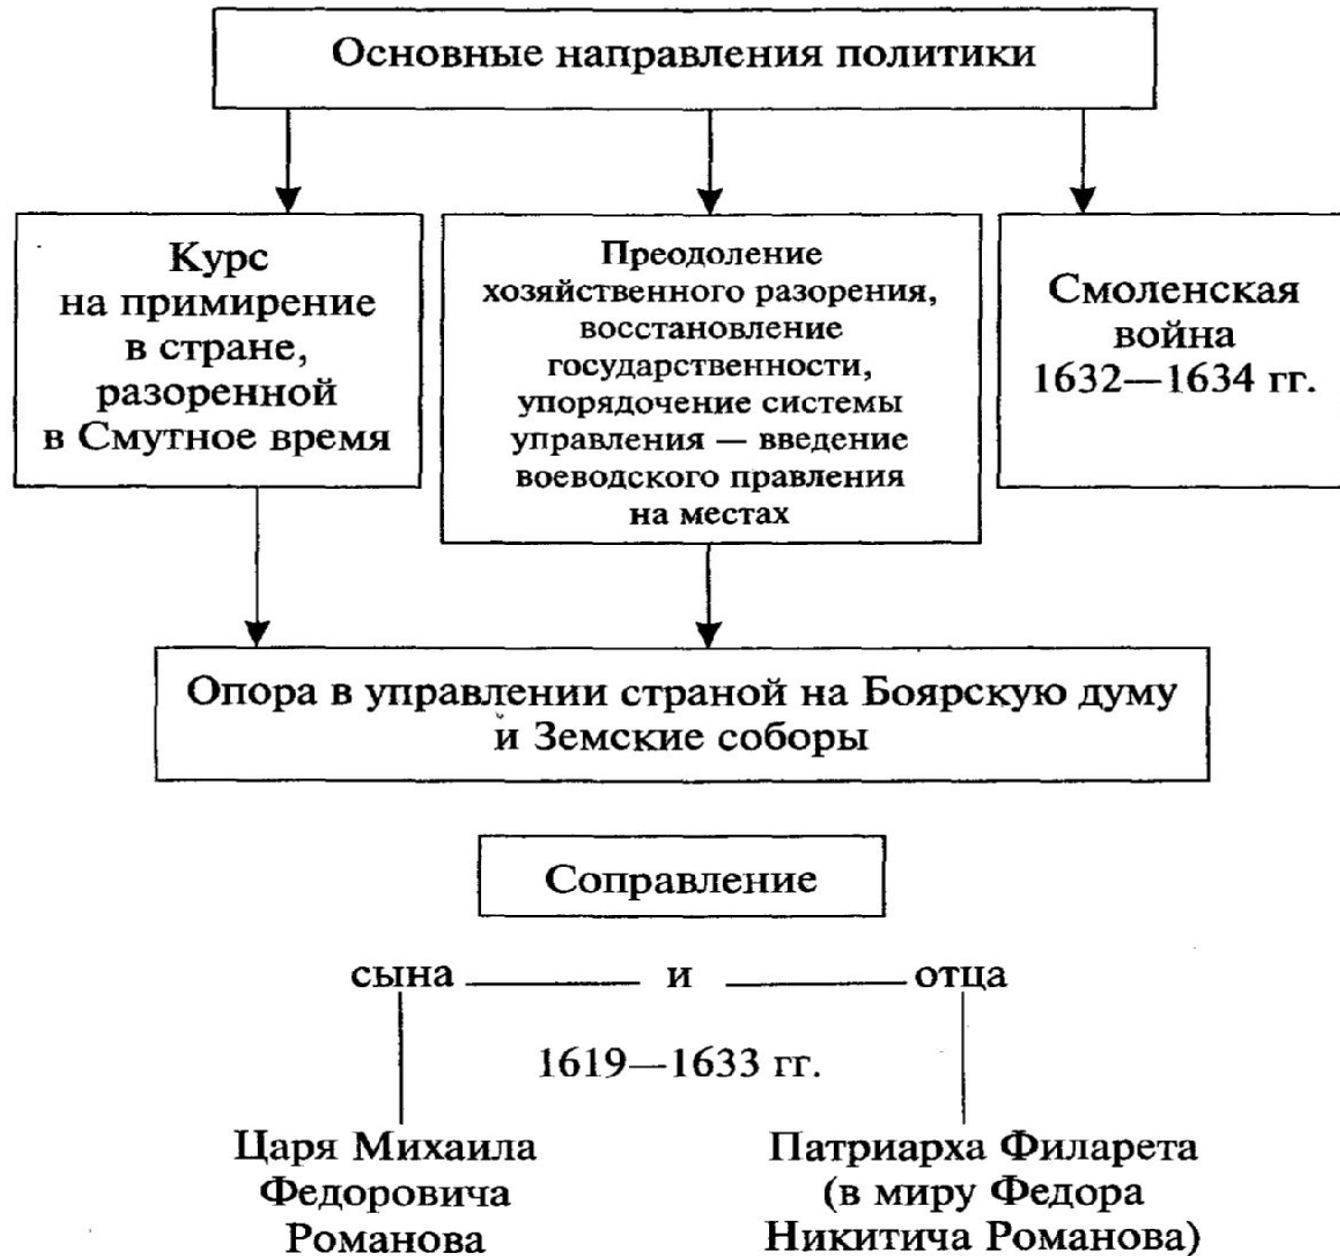 Основные направления политики
Курс
на примирение
в стране,
разоренной
в Смутное время
Преодоление
хозяйственного разорения,
восстановление
государственности,
упорядочение системы
управления — введение
воеводского правления
на местах
Смоленская
война
1632—1634 гг.
Опора в управлении страной на Боярскую думу
и Земские соборы
Соправление
сына и отца
1619—1633 гг.
Царя Михаила
Федоровича
Романова
Патриарха Филарета
(в миру Федора
Никитича Романова)